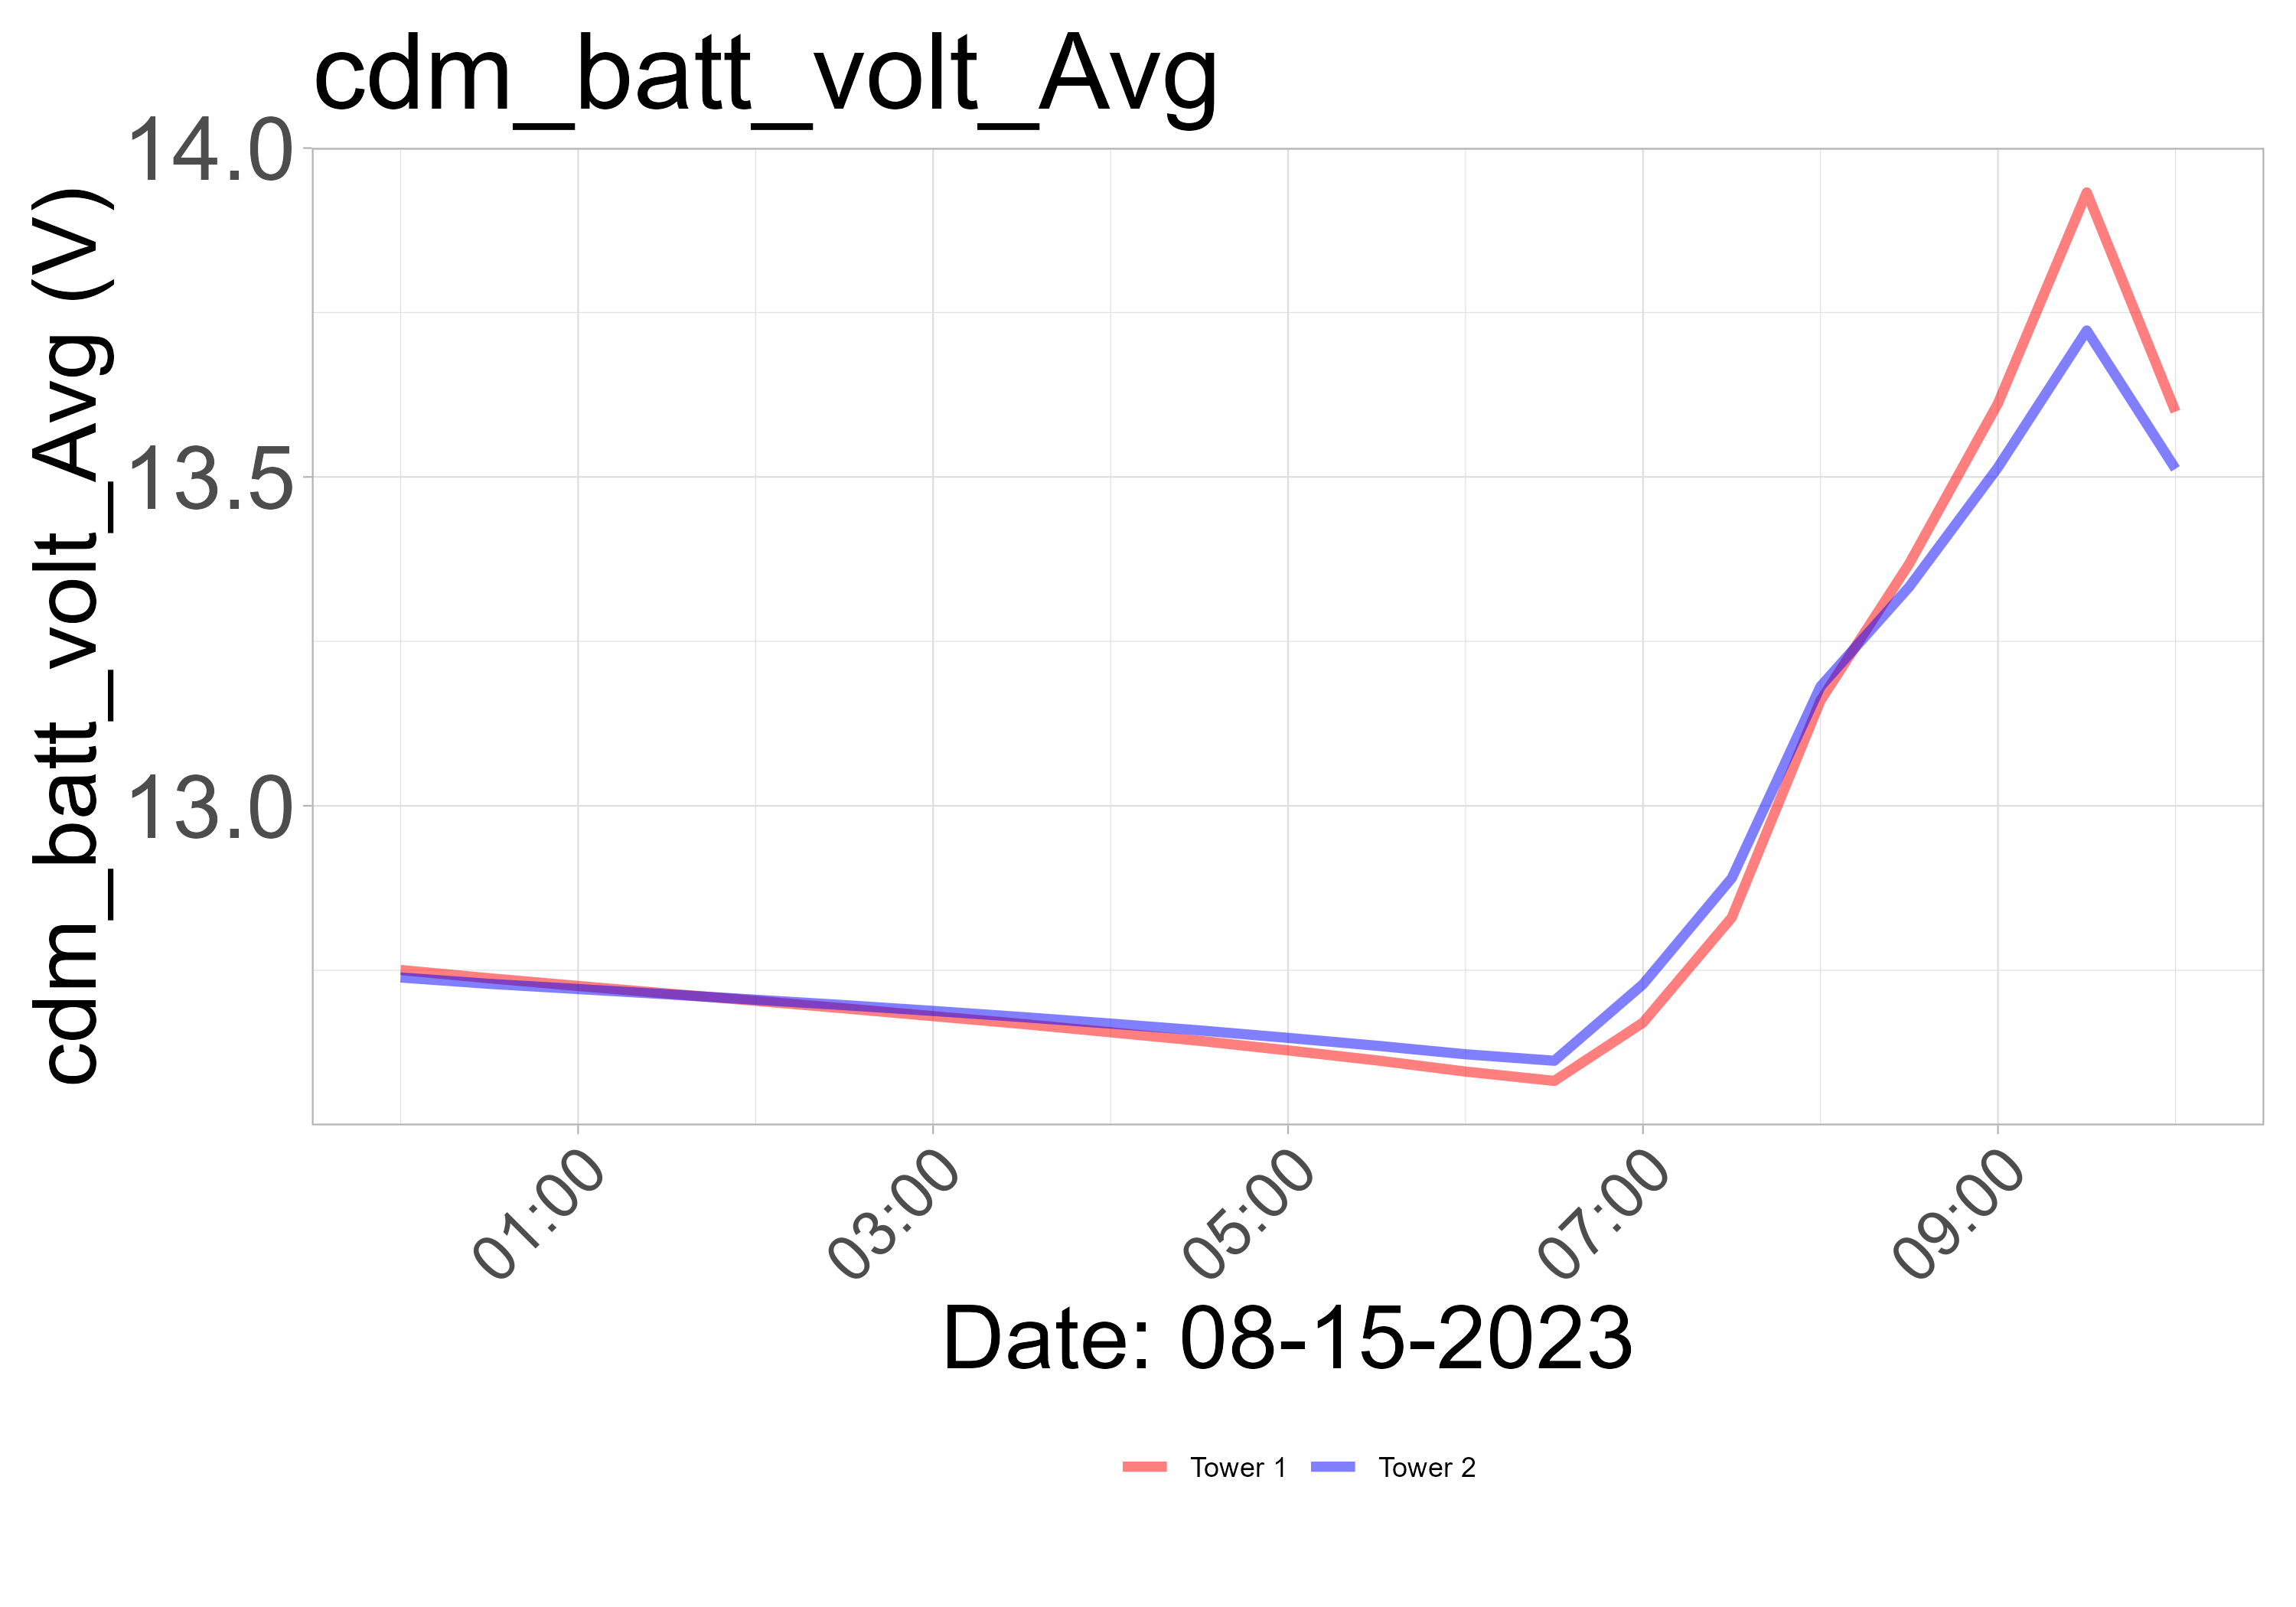 cdm_batt_volt_Avg
cdm_batt_volt_Avg (V)
14.0
13.5
13.0
01:00
03:00
05:00
07:00
09:00
Date: 08-15-2023
Tower 1
Tower 2